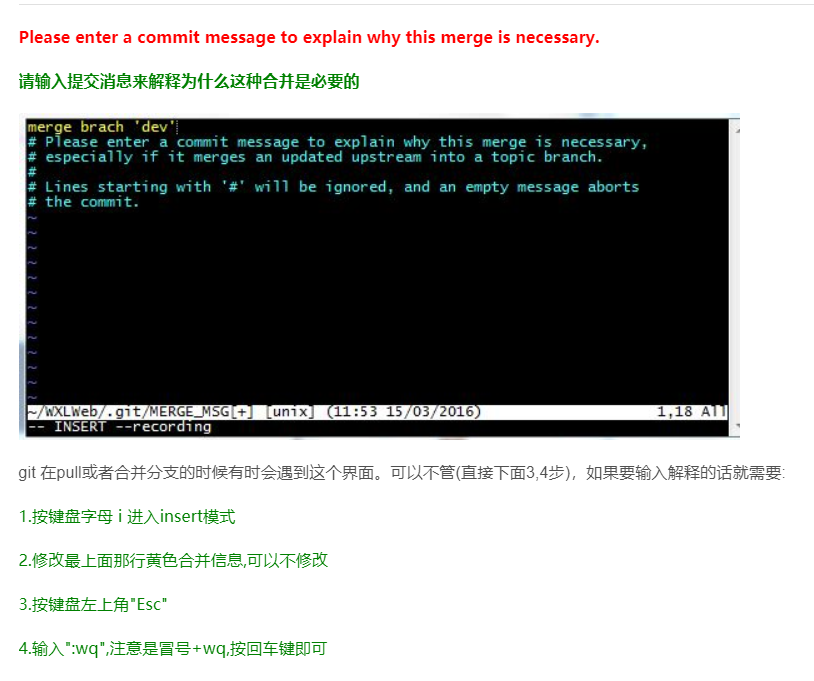 Please enter a commit message to explain why this merge is necessary.
请输入提交消息来解释为什么这种合并是必要的
merge brach 'dev'
# Please enter a commit message to explain why this merge is necessary,
# especially if it merges an updated upstream into a topic branch.
#
# Lines starting with '#' will be ignored, and an empty message aborts
# the commit.
~
~
~
~
~
~
~
~
~
~
~
~
~
~/WXLWeb/.git/MERGE_MSG[+] [unix] (11:53 15/03/2016) 1,18 All
-- INSERT --recording
git 在pull或者合并分支的时候有时会遇到这个界面。可以不管(直接下面3,4步)，如果要输入解释的话就需要:
1.按键盘字母 i 进入insert模式
2.修改最上面那行黄色合并信息,可以不修改
3.按键盘左上角"Esc"
4.输入":wq",注意是冒号+wq,按回车键即可